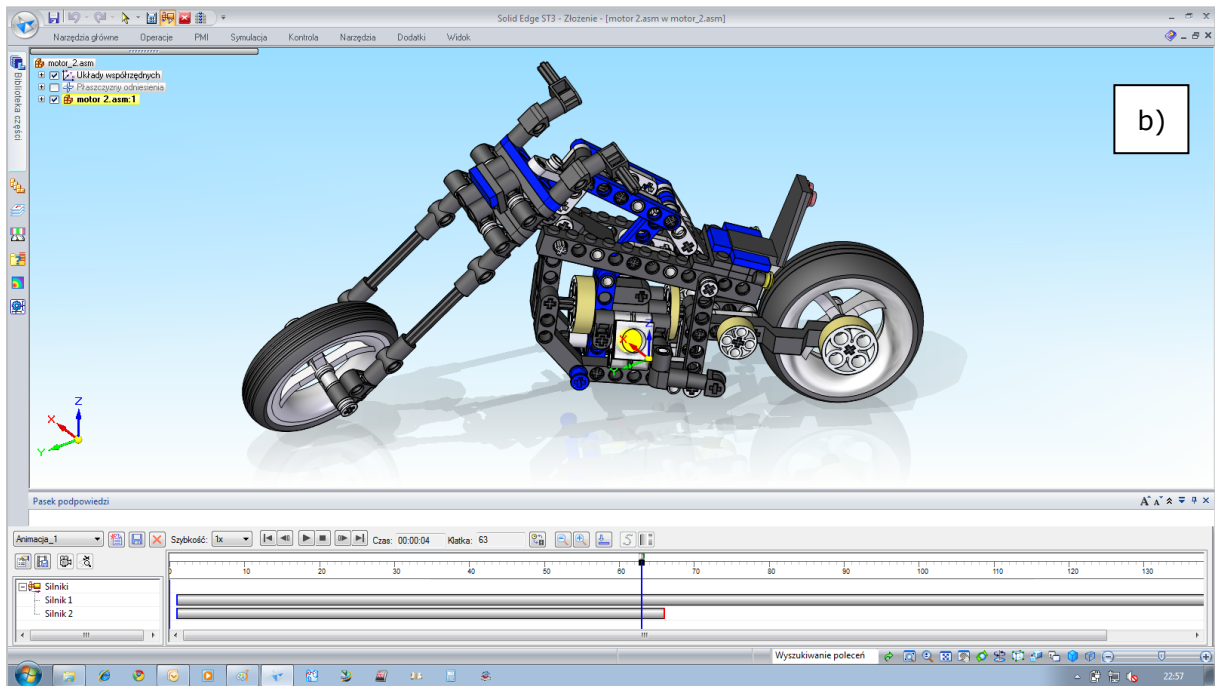 Solid Edge ST3 - Złożenie - [motor 2.asm w motor_2.asm]
Narzędzia główne Operacje PMI Symulacja Kontrola Narzędzia Dodatki Widok
Biblioteka części
motor_2.asm
Układy współrzędnych
Płaszczyzny odniesienia
motor 2.asm:1
b)
Z
X
Y
Z
X
Y
Pasek podpowiedzi
Animacja_1 Szybkość: 1x Czas: 00:00:04 Klatka: 63
0 10 20 30 40 50 60 70 80 90 100 110 120 130
Silniki
Silnik 1
Silnik 2
Wyszukiwanie poleceń
22:57